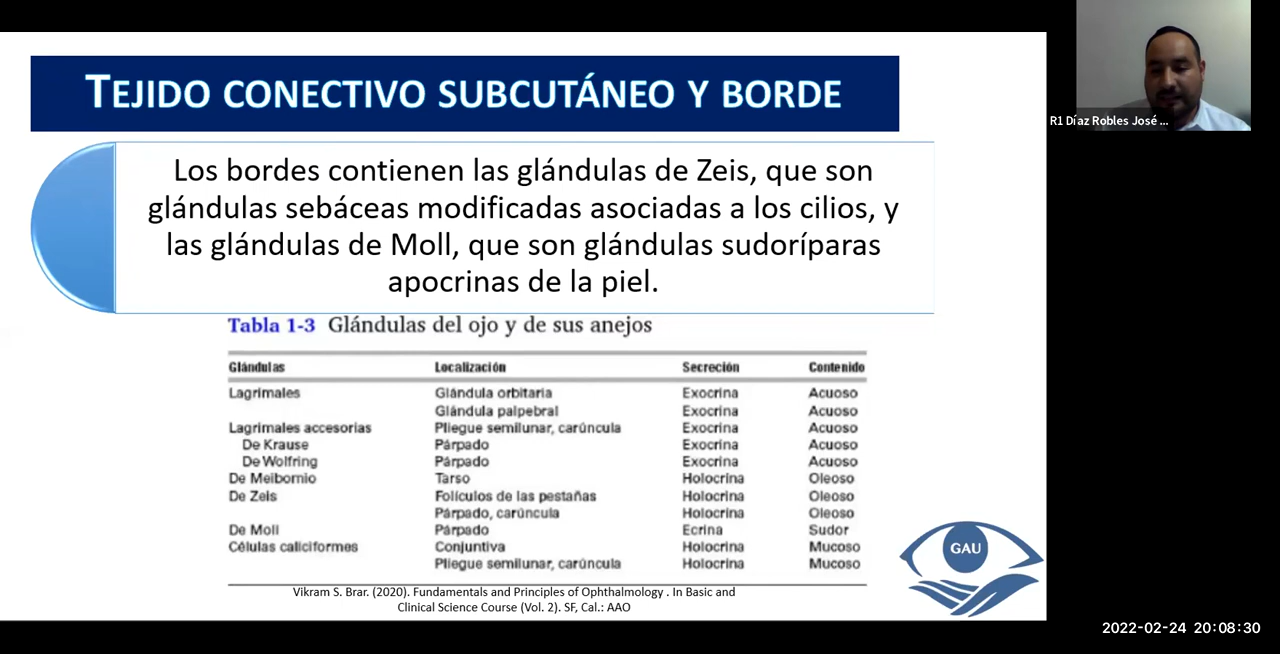 TEJIDO CONECTIVO SUBCUTÁNEO Y BORDE
R1 Díaz Robles José ...
Los bordes contienen las glándulas de Zeis, que son
glándulas sebáceas modificadas asociadas a los cilios, y
las glándulas de Moll, que son glándulas sudoríparas
apocrinas de la piel.
Tabla 1-3 Glándulas del ojo y de sus anejos
Glándulas Localización Secreción Contenido
Lagrimales Glándula orbitaria Exocrina Acuoso
Glándula palpebral Exocrina Acuoso
Lagrimales accesorias Pliegue semilunar, carúncula Exocrina Acuoso
De Krause Párpado Exocrina Acuoso
De Wolfring Párpado Exocrina Acuoso
De Meibomio Tarso Holocrina Oleoso
De Zeis Folículos de las pestañas Holocrina Oleoso
Párpado, carúncula Holocrina Oleoso
De Moll Párpado Ecrina Sudor
Células caliciformes Conjuntiva Holocrina Mucoso
Pliegue semilunar, carúncula Holocrina Mucoso
GAU
Vikram S. Brar. (2020). Fundamentals and Principles of Ophthalmology . In Basic and
Clinical Science Course (Vol. 2). SF, Cal.: AAO
2022-02-24 20:08:30